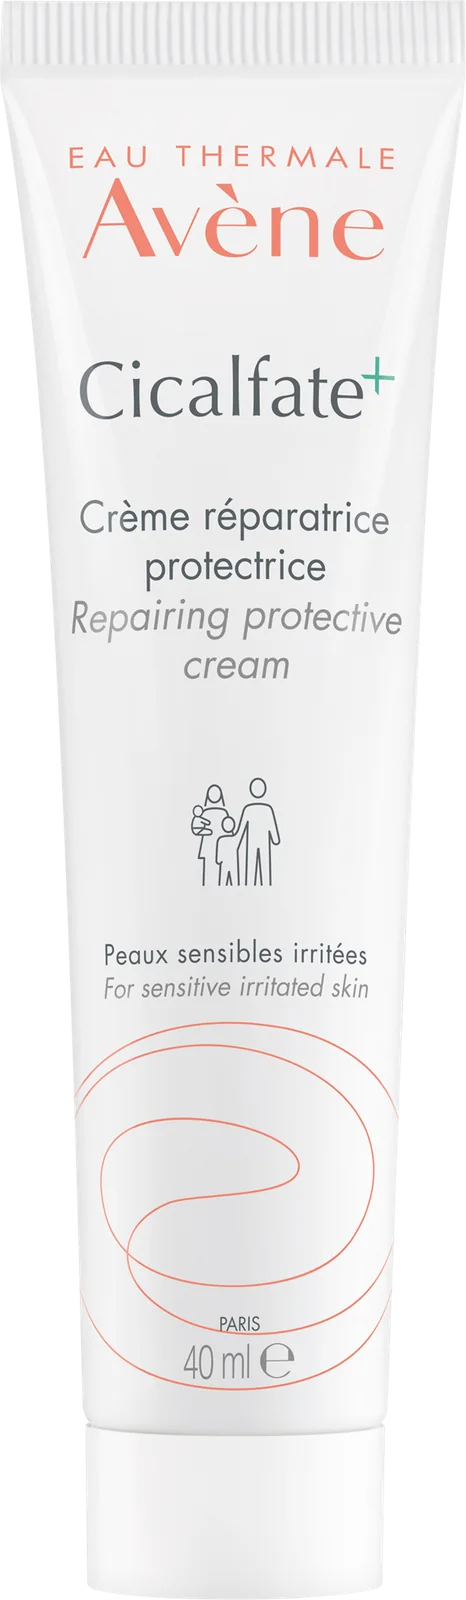 EAU THERMALE
Avène
Cicalfate+
Crème réparatrice
protectrice
Repairing protective
cream
Peaux sensibles irritées
For sensitive irritated skin
PARIS
40 ml e